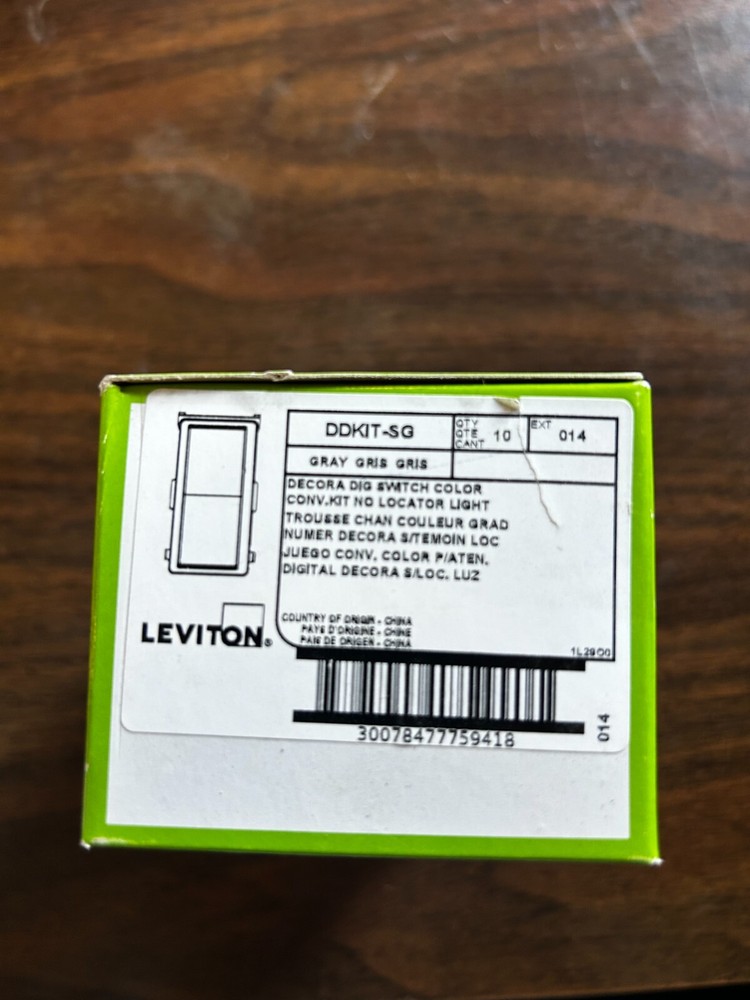 DDKIT-SG
QTY
QTE
CANT
10
EXT
014
GRAY GRIS GRIS
DECORA DIG SWITCH COLOR
CONV.KIT NO LOCATOR LIGHT
TROUSSE CHAN COULEUR GRAD
NUMER DECORA S/TEMOIN LOC
JUEGO CONV. COLOR P/ATEN.
DIGITAL DECORA S/LOC. LUZ
LEVITON®
COUNTRY OF ORIGIN - CHINA
PAYS D'ORIGINE - CHINE
PAIS DE ORIGEN - CHINA
1L2900
30078477759418
014